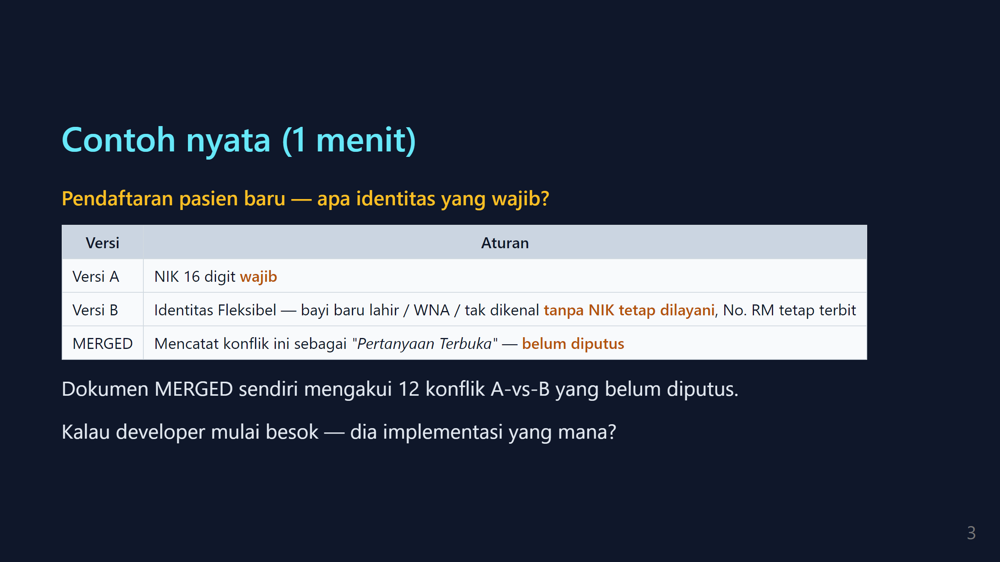 Contoh nyata (1 menit)
Pendaftaran pasien baru — apa identitas yang wajib?
Versi Aturan
Versi A NIK 16 digit wajib
Versi B Identitas Fleksibel — bayi baru lahir / WNA / tak dikenal tanpa NIK tetap dilayani, No. RM tetap terbit
MERGED Mencatat konflik ini sebagai "Pertanyaan Terbuka" — belum diputus
Dokumen MERGED sendiri mengakui 12 konflik A-vs-B yang belum diputus.
Kalau developer mulai besok — dia implementasi yang mana?
3